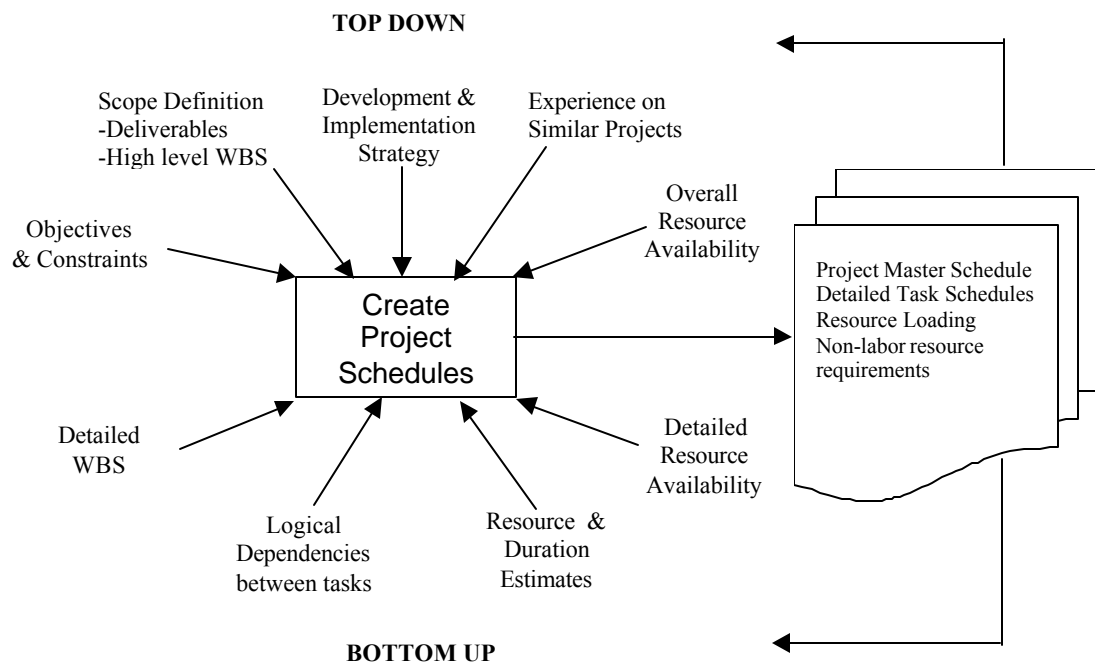 TOP DOWN
Scope Definition
-Deliverables
-High level WBS
Development &
Implementation
Strategy
Experience on
Similar Projects
Objectives
& Constraints
Overall
Resource
Availability
Create
Project
Schedules
Project Master Schedule
Detailed Task Schedules
Resource Loading
Non-labor resource
requirements
Detailed
WBS
Logical
Dependencies
between tasks
Resource &
Duration
Estimates
Detailed
Resource
Availability
BOTTOM UP